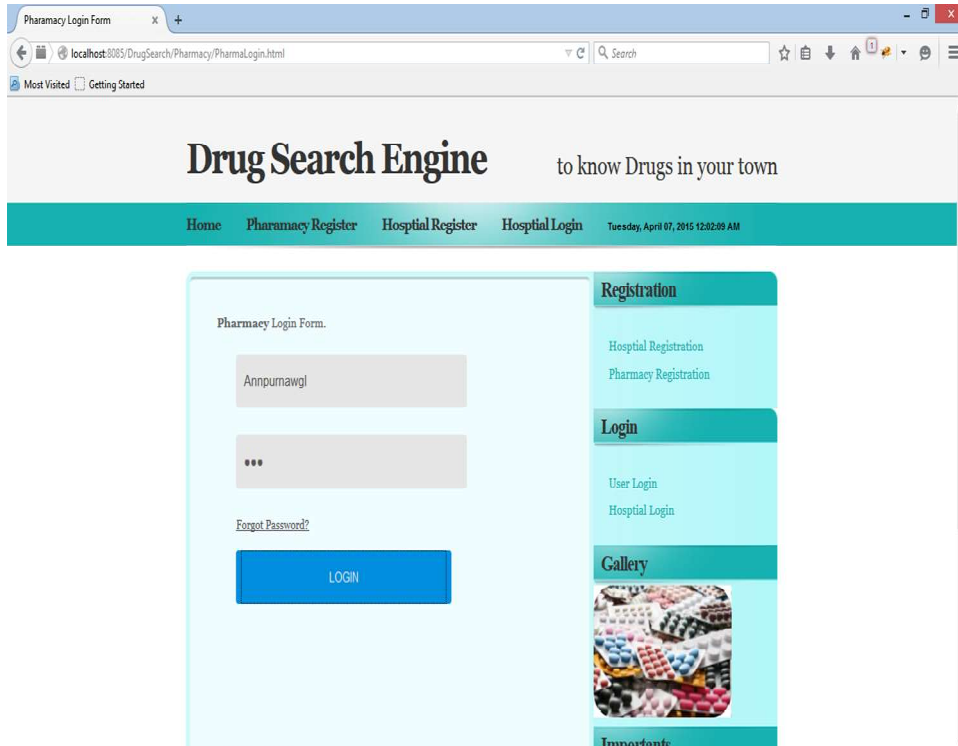 Pharamacy Login Form x +
localhost:8085/DrugSearch/Pharmacy/PharmaLogin.html Search 1
Most Visited Getting Started
Drug Search Engine to know Drugs in your town
Home Pharamacy Register Hosptial Register Hosptial Login Tuesday, April 07, 2015 12:02:09 AM
Pharmacy Login Form.
Annpurnawgl
•••
Forgot Password?
LOGIN
Registration
Hosptial Registration
Pharmacy Registration
Login
User Login
Hosptial Login
Gallery
Importants